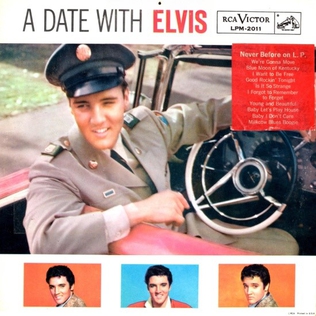 A DATE WITH ELVIS
RCA VICTOR
LPM-2011
Never Before on L. P.
We're Gonna Move
Blue Moon of Kentucky
I Want to Be Free
Good Rockin' Tonight
Is It So Strange
I Forgot to Remember
to Forget
Young and Beautiful
Baby Let's Play House
Baby I Don't Care
Milkcow Blues Boogie